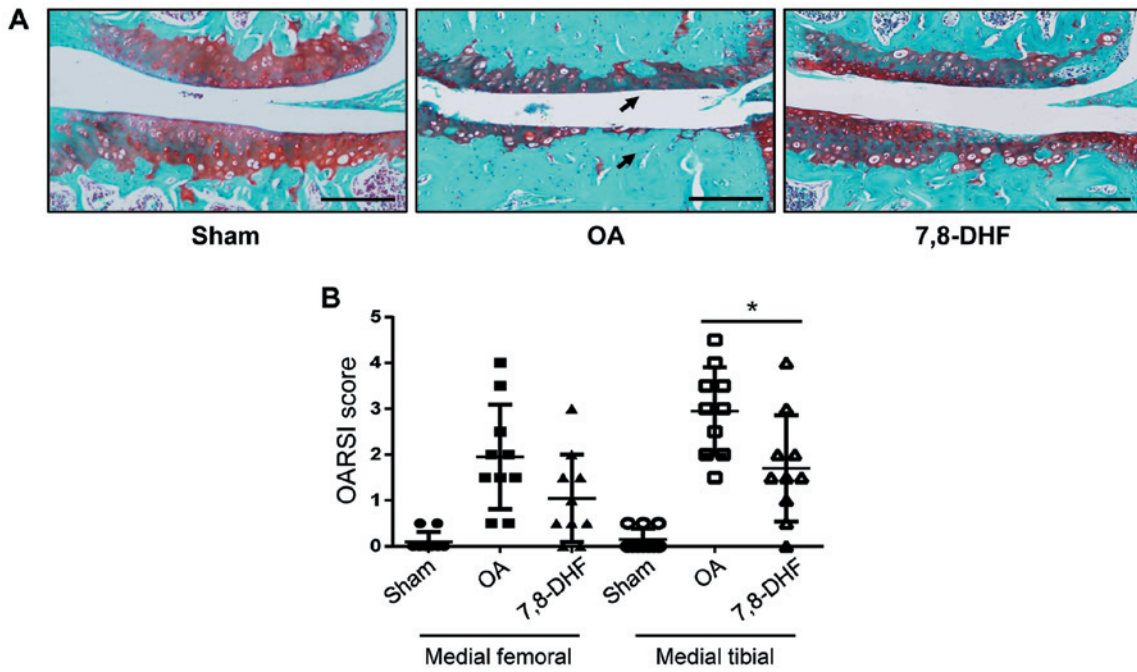 A
Sham OA 7,8-DHF
B
*
OARSI score
5
4
3
2
1
0
Sham OA 7,8-DHF Sham OA 7,8-DHF
Medial femoral Medial tibial